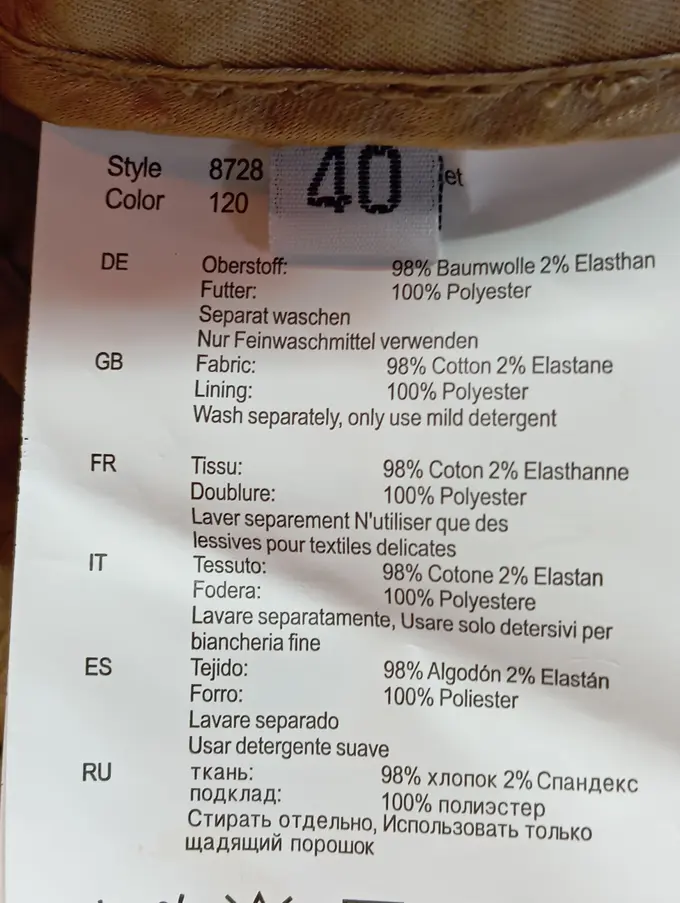 Style 8728 40 et
Color 120
DE Oberstoff: 98% Baumwolle 2% Elasthan
Futter: 100% Polyester
Separat waschen
Nur Feinwaschmittel verwenden
GB Fabric: 98% Cotton 2% Elastane
Lining: 100% Polyester
Wash separately, only use mild detergent
FR Tissu: 98% Coton 2% Elasthanne
Doublure: 100% Polyester
Laver separement N'utiliser que des
lessives pour textiles delicates
IT Tessuto: 98% Cotone 2% Elastan
Fodera: 100% Polyestere
Lavare separatamente, Usare solo detersivi per
biancheria fine
ES Tejido: 98% Algodón 2% Elastán
Forro: 100% Poliester
Lavare separado
Usar detergente suave
RU ткань: 98% хлопок 2% Спандекс
подклад: 100% полиэстер
Стирать отдельно, Использовать только
щадящий порошок